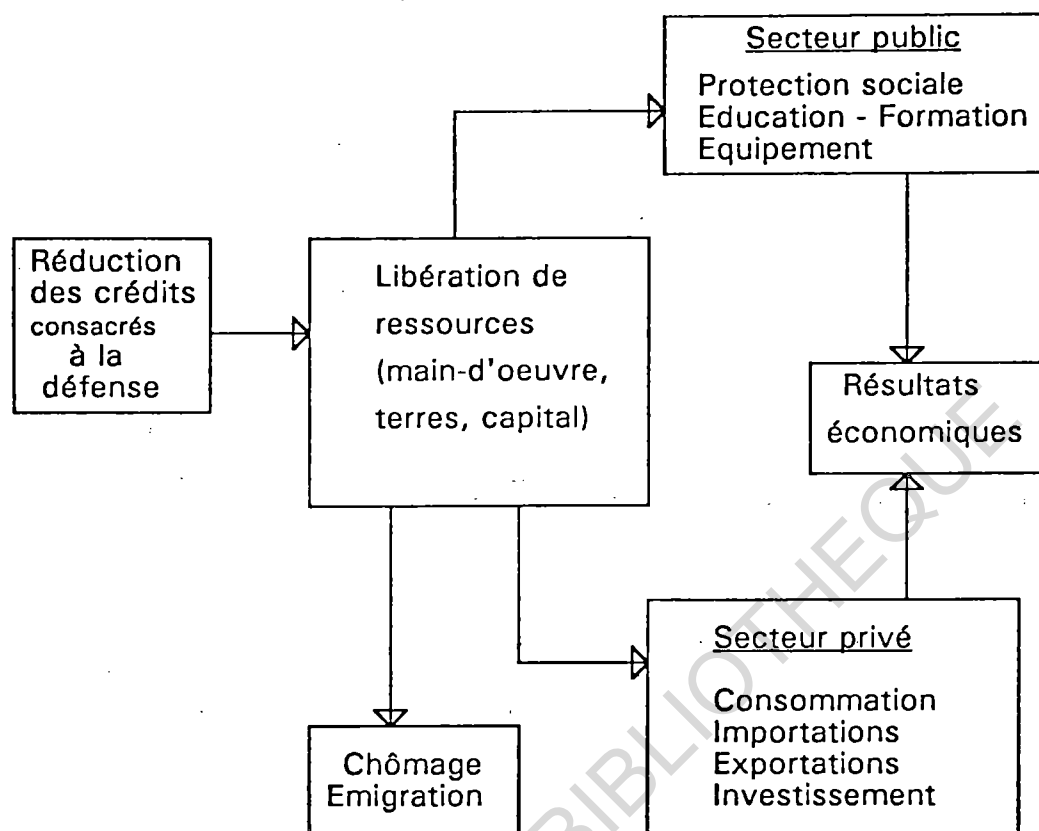 Secteur public
Protection sociale
Education - Formation
Equipement
Réduction
des crédits
consacrés
à la
défense
Libération de
ressources
(main-d'oeuvre,
terres, capital)
Résultats
économiques
Secteur privé
Consommation
Importations
Exportations
Investissement
Chômage
Emigration
BIBLIOTHEQUE